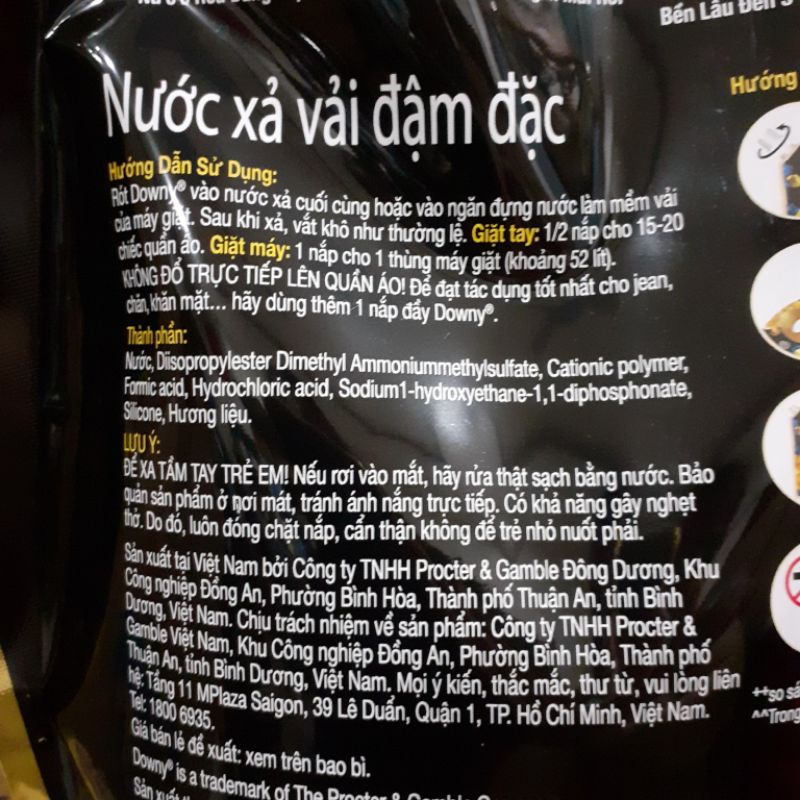 Bền Lâu Đến
Nước xả vải đậm đặc
Hướng
Hướng Dẫn Sử Dụng:
Rót Downy® vào nước xả cuối cùng hoặc vào ngăn đựng nước làm mềm vải
của máy giặt. Sau khi xả, vắt khô như thường lệ. Giặt tay: 1/2 nắp cho 15-20
chiếc quần áo. Giặt máy: 1 nắp cho 1 thùng máy giặt (khoảng 52 lít).
KHÔNG ĐỔ TRỰC TIẾP LÊN QUẦN ÁO! Để đạt tác dụng tốt nhất cho jean,
chăn, khăn mặt... hãy dùng thêm 1 nắp đầy Downy®.
Thành phần:
Nước, Diisopropylester Dimethyl Ammoniummethylsulfate, Cationic polymer,
Formic acid, Hydrochloric acid, Sodium1-hydroxyethane-1,1-diphosphonate,
Silicone, Hương liệu.
LƯU Ý:
ĐỂ XA TẦM TAY TRẺ EM! Nếu rơi vào mắt, hãy rửa thật sạch bằng nước. Bảo
quản sản phẩm ở nơi mát, tránh ánh nắng trực tiếp. Có khả năng gây nghẹt
thở. Do đó, luôn đóng chặt nắp, cẩn thận không để trẻ nhỏ nuốt phải.
Sản xuất tại Việt Nam bởi Công ty TNHH Procter & Gamble Đông Dương, Khu
Công nghiệp Đồng An, Phường Bình Hòa, Thành phố Thuận An, tỉnh Bình
Dương, Việt Nam. Chịu trách nhiệm về sản phẩm: Công ty TNHH Procter &
Gamble Việt Nam, Khu Công nghiệp Đồng An, Phường Bình Hòa, Thành phố
Thuận An, tỉnh Bình Dương, Việt Nam. Mọi ý kiến, thắc mắc, thư từ, vui lòng liên
hệ: Tầng 11 MPlaza Saigon, 39 Lê Duẩn, Quận 1, TP. Hồ Chí Minh, Việt Nam.
Tel: 1800 6935.
++so sá
^^Trong
Giá bán lẻ đề xuất: xem trên bao bì.
Downy® is a trademark of The Procter & Gamble
Sản xuất